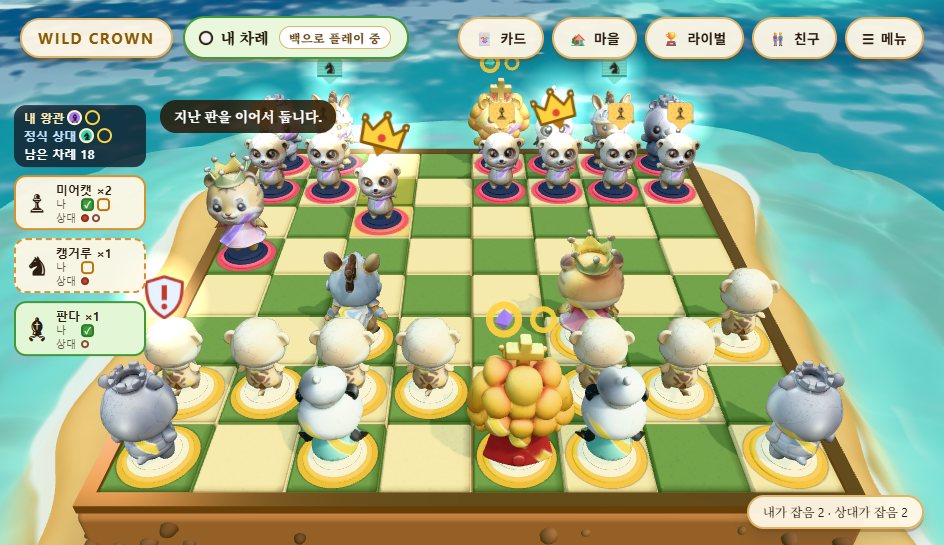 WILD CROWN
내 차례
백으로 플레이 중
카드
마을
라이벌
친구
☰ 메뉴
내 왕관
정식 상대
남은 차례 18
지난 판을 이어서 둡니다.
미어캣 ×2
나
상대
캥거루 ×1
나
상대
판다 ×1
나
상대
내가 잡음 2 · 상대가 잡음 2